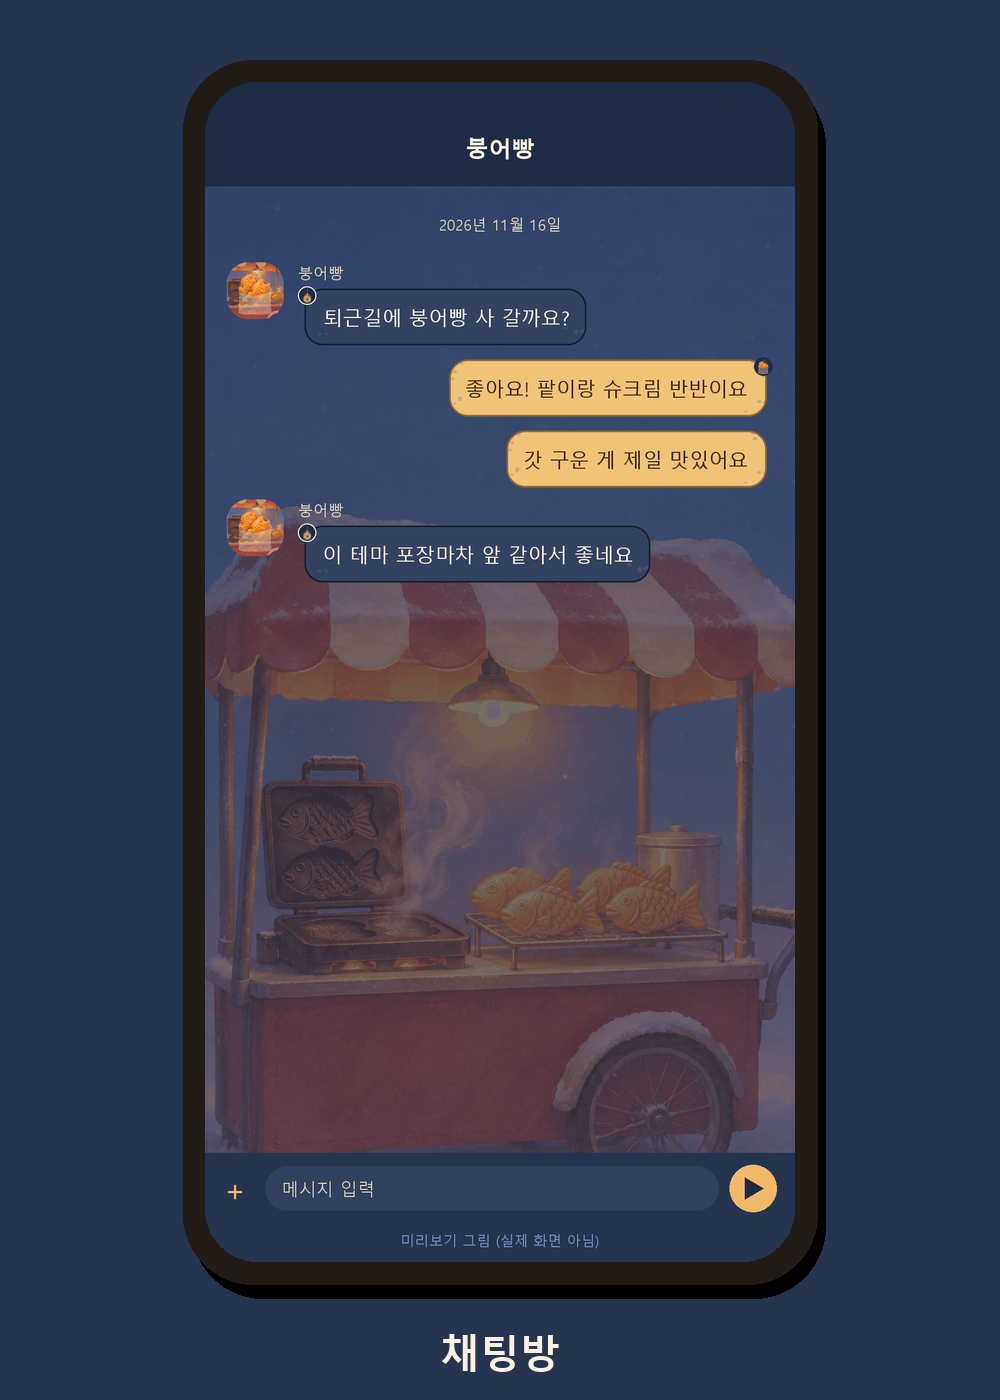 붕어빵
2026년 11월 16일
붕어빵
퇴근길에 붕어빵 사 갈까요?
좋아요! 팥이랑 슈크림 반반이요
갓 구운 게 제일 맛있어요
붕어빵
이 테마 포장마차 앞 같아서 좋네요
+ 메시지 입력
미리보기 그림 (실제 화면 아님)
채팅방